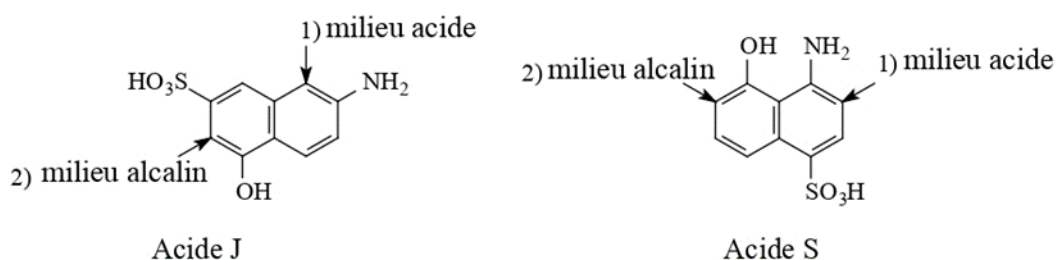 1) milieu acide
HO₃S
NH₂
2) milieu alcalin
OH
Acide J
OH
NH₂
2) milieu alcalin
1) milieu acide
SO₃H
Acide S